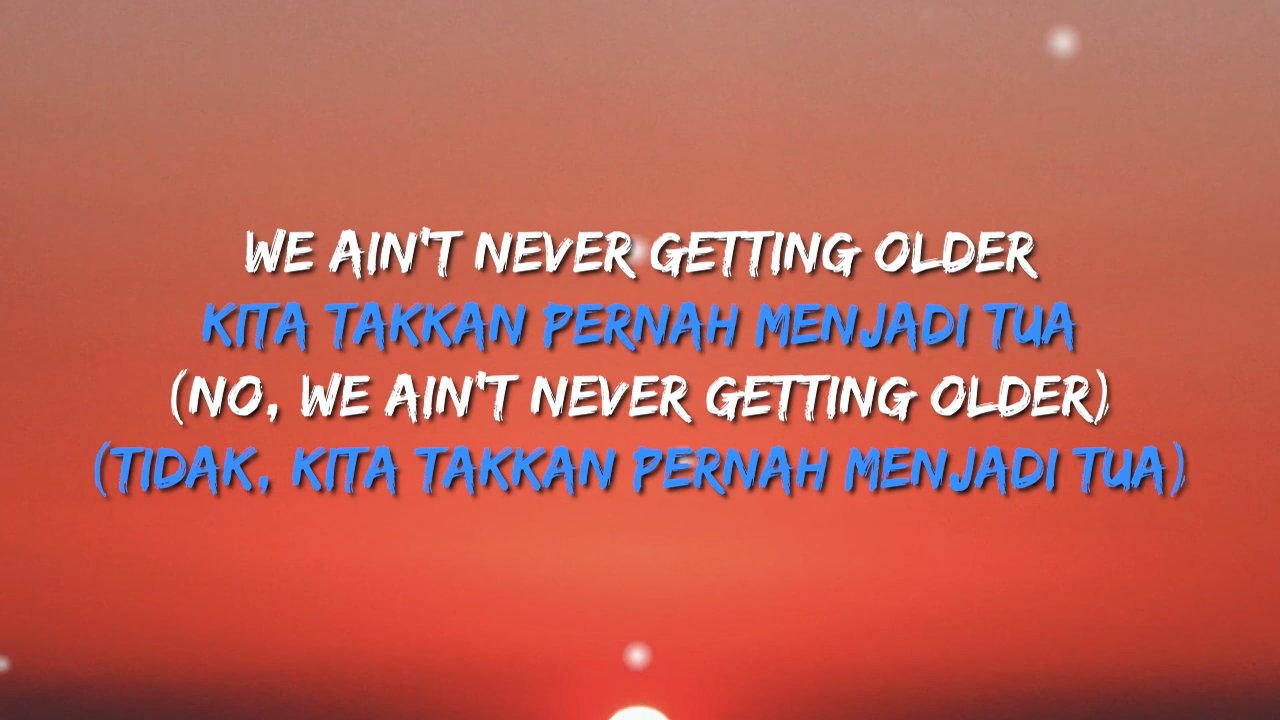 WE AIN'T NEVER GETTING OLDER
KITA TAKKAN PERNAH MENJADI TUA
(NO, WE AIN'T NEVER GETTING OLDER)
(TIDAK, KITA TAKKAN PERNAH MENJADI TUA)